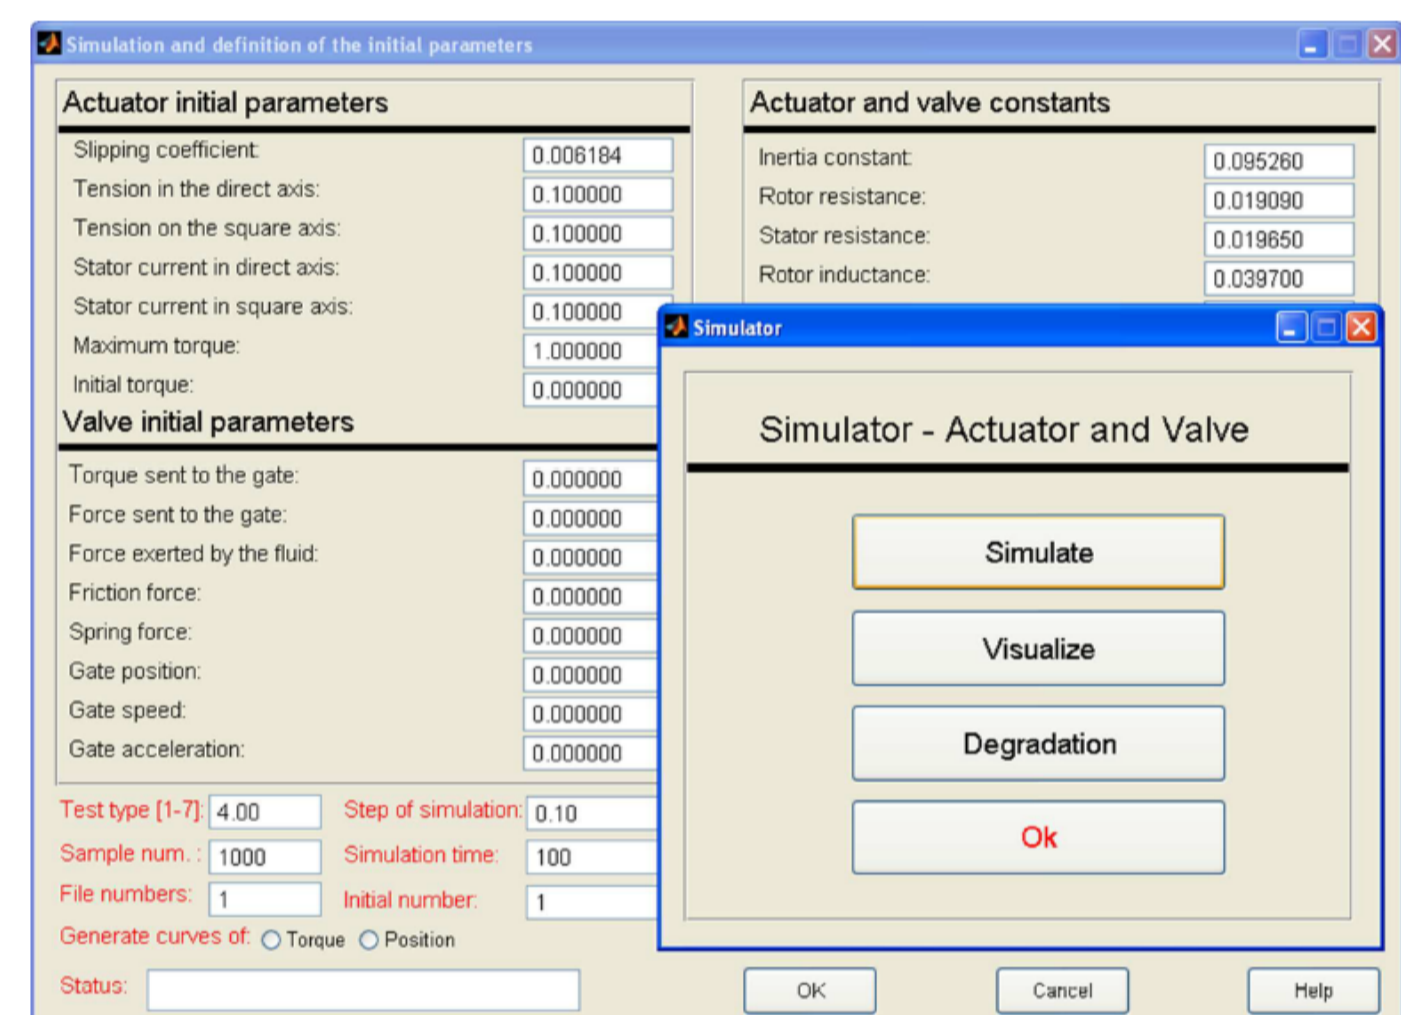 Simulation and definition of the initial parameters
Actuator initial parameters
Slipping coefficient: 0.006184
Tension in the direct axis: 0.100000
Tension on the square axis: 0.100000
Stator current in direct axis: 0.100000
Stator current in square axis: 0.100000
Maximum torque: 1.000000
Initial torque: 0.000000
Valve initial parameters
Torque sent to the gate: 0.000000
Force sent to the gate: 0.000000
Force exerted by the fluid: 0.000000
Friction force: 0.000000
Spring force: 0.000000
Gate position: 0.000000
Gate speed: 0.000000
Gate acceleration: 0.000000
Test type [1-7]: 4.00 Step of simulation: 0.10
Sample num. : 1000 Simulation time: 100
File numbers: 1 Initial number: 1
Generate curves of: Torque Position
Status:
Actuator and valve constants
Inertia constant: 0.095260
Rotor resistance: 0.019090
Stator resistance: 0.019650
Rotor inductance: 0.039700
Simulator
Simulator - Actuator and Valve
Simulate
Visualize
Degradation
Ok
OK Cancel Help